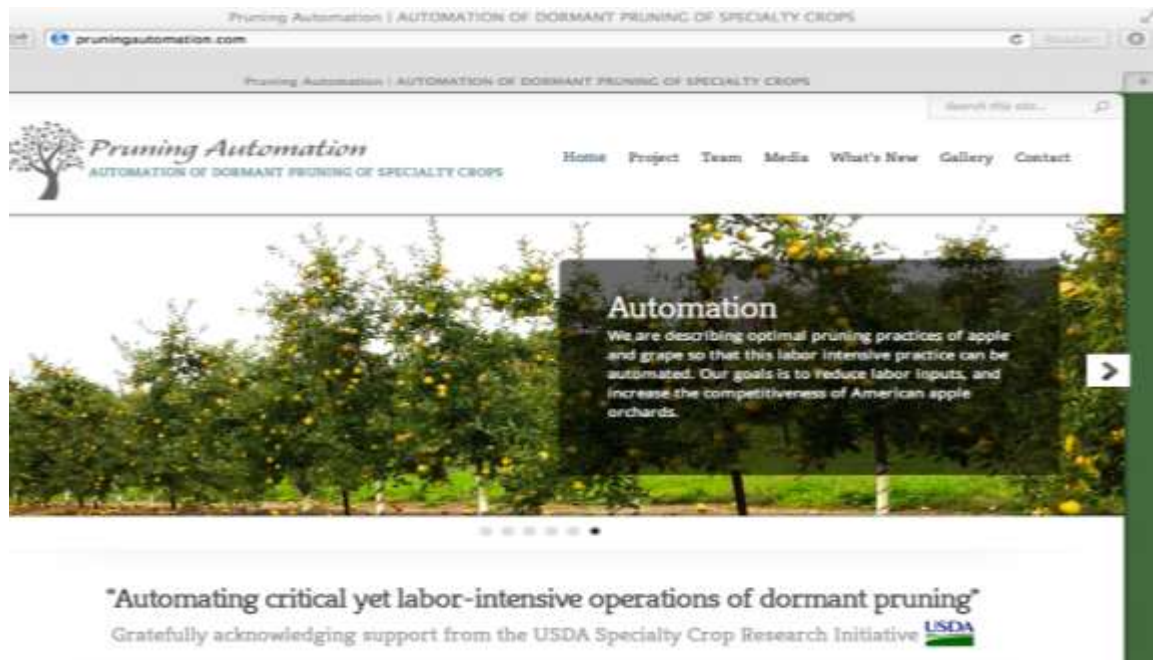 Pruning Automation | AUTOMATION OF DORMANT PRUNING OF SPECIALTY CROPS
pruningautomation.com
Reader
Pruning Automation | AUTOMATION OF DORMANT PRUNING OF SPECIALTY CROPS
Search this site...
Pruning Automation
AUTOMATION OF DORMANT PRUNING OF SPECIALTY CROPS
Home Project Team Media What's New Gallery Contact
Automation
We are describing optimal pruning practices of apple
and grape so that this labor intensive practice can be
automated. Our goals is to reduce labor inputs, and
increase the competitiveness of American apple
orchards.
"Automating critical yet labor-intensive operations of dormant pruning"
Gratefully acknowledging support from the USDA Specialty Crop Research Initiative USDA